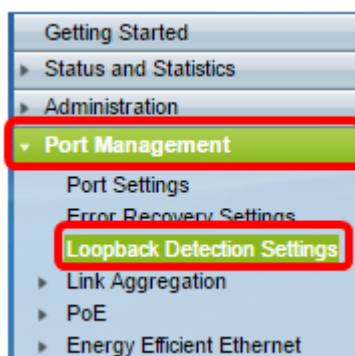 Getting Started
Status and Statistics
Administration
Port Management
Port Settings
Error Recovery Settings
Loopback Detection Settings
Link Aggregation
PoE
Energy Efficient Ethernet